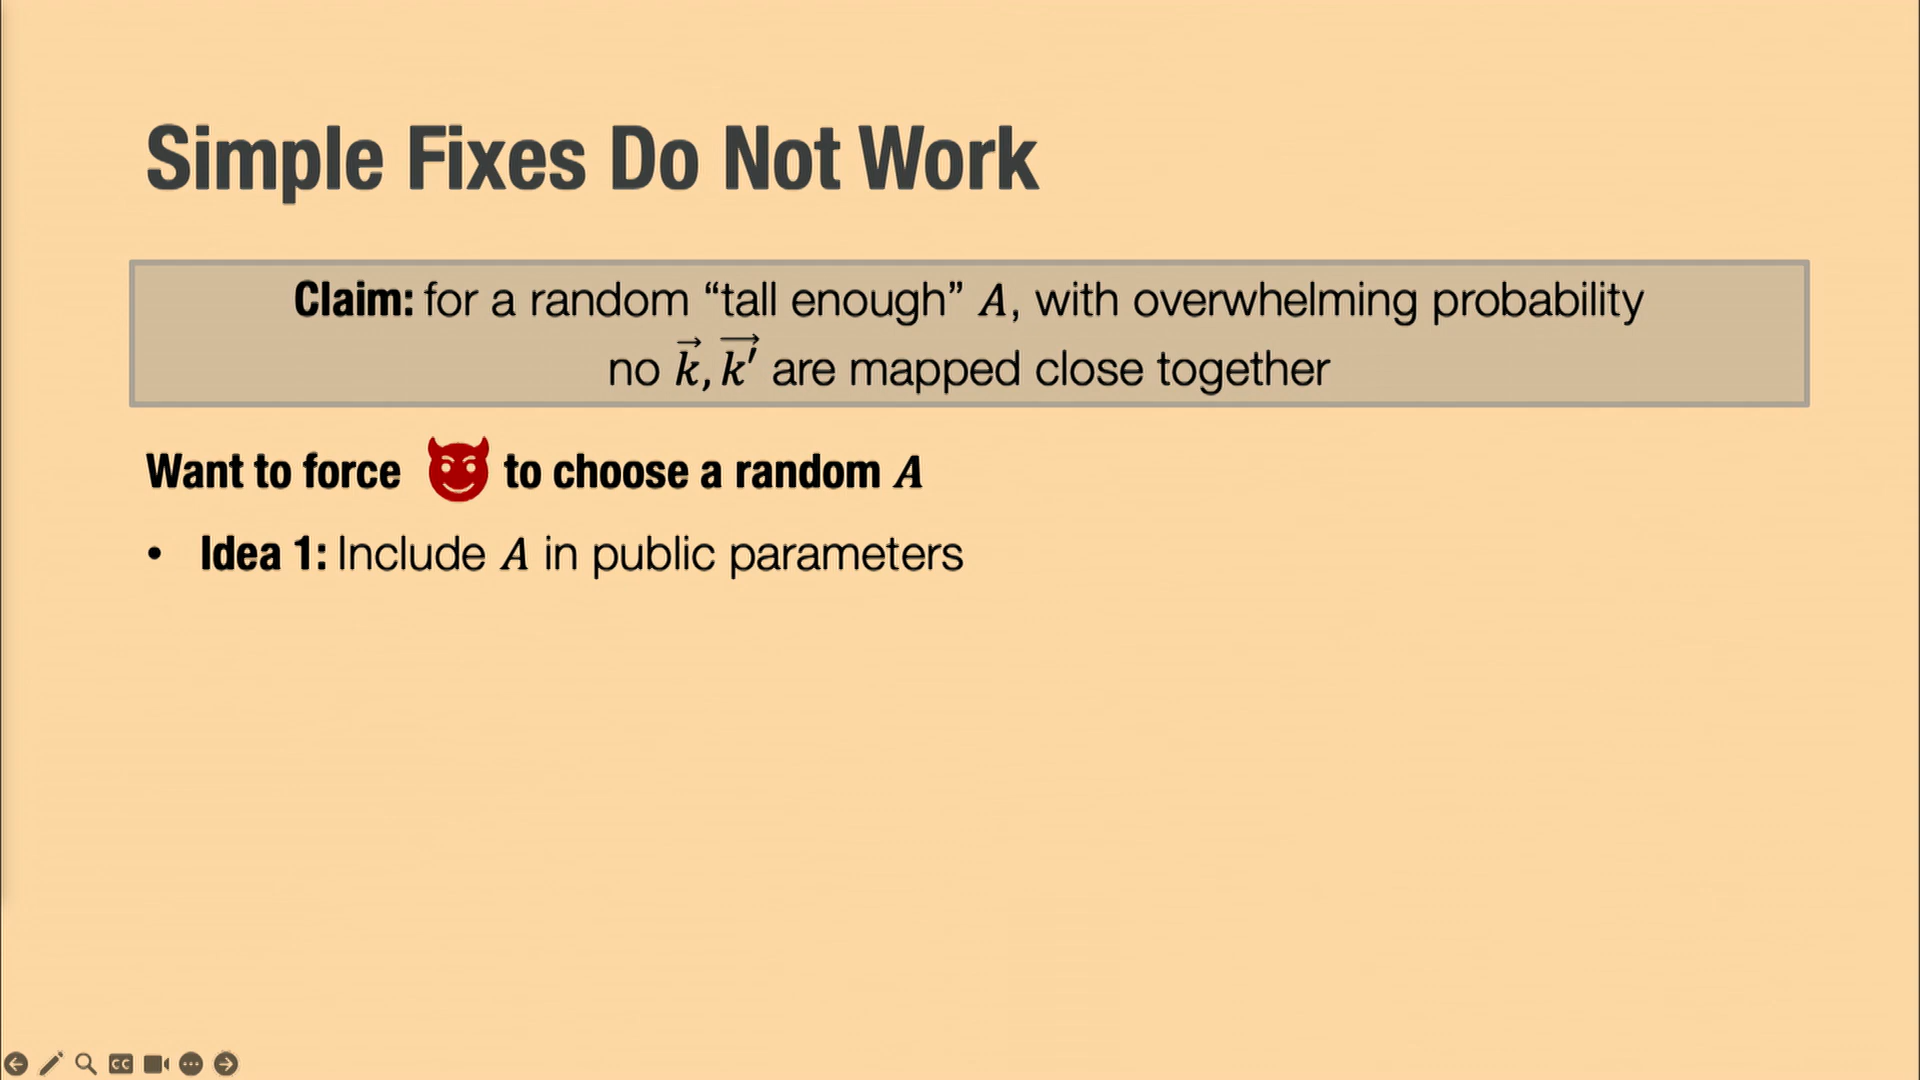 Simple Fixes Do Not Work
Claim: for a random “tall enough” A, with overwhelming probability
no k⃗, k⃗′ are mapped close together
Want to force to choose a random A
• Idea 1: Include A in public parameters
CC